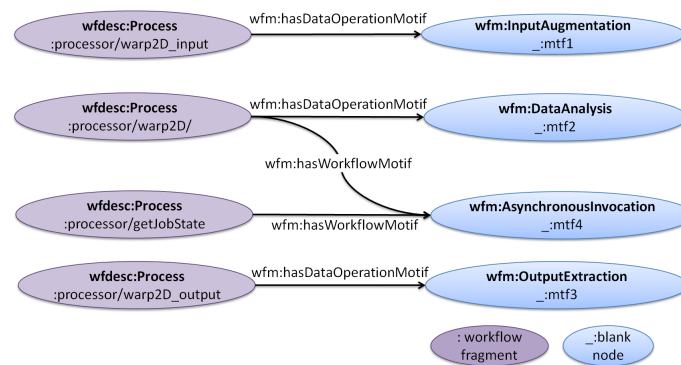 wfdesc:Process
:processor/warp2D_input
wfm:hasDataOperationMotif
wfm:InputAugmentation
_:mtf1
wfdesc:Process
:processor/warp2D/
wfm:hasDataOperationMotif
wfm:DataAnalysis
_:mtf2
wfm:hasWorkflowMotif
wfdesc:Process
:processor/getJobState
wfm:hasWorkflowMotif
wfm:AsynchronousInvocation
_:mtf4
wfdesc:Process
:processor/warp2D_output
wfm:hasDataOperationMotif
wfm:OutputExtraction
_:mtf3
: workflow
fragment
_:blank
node